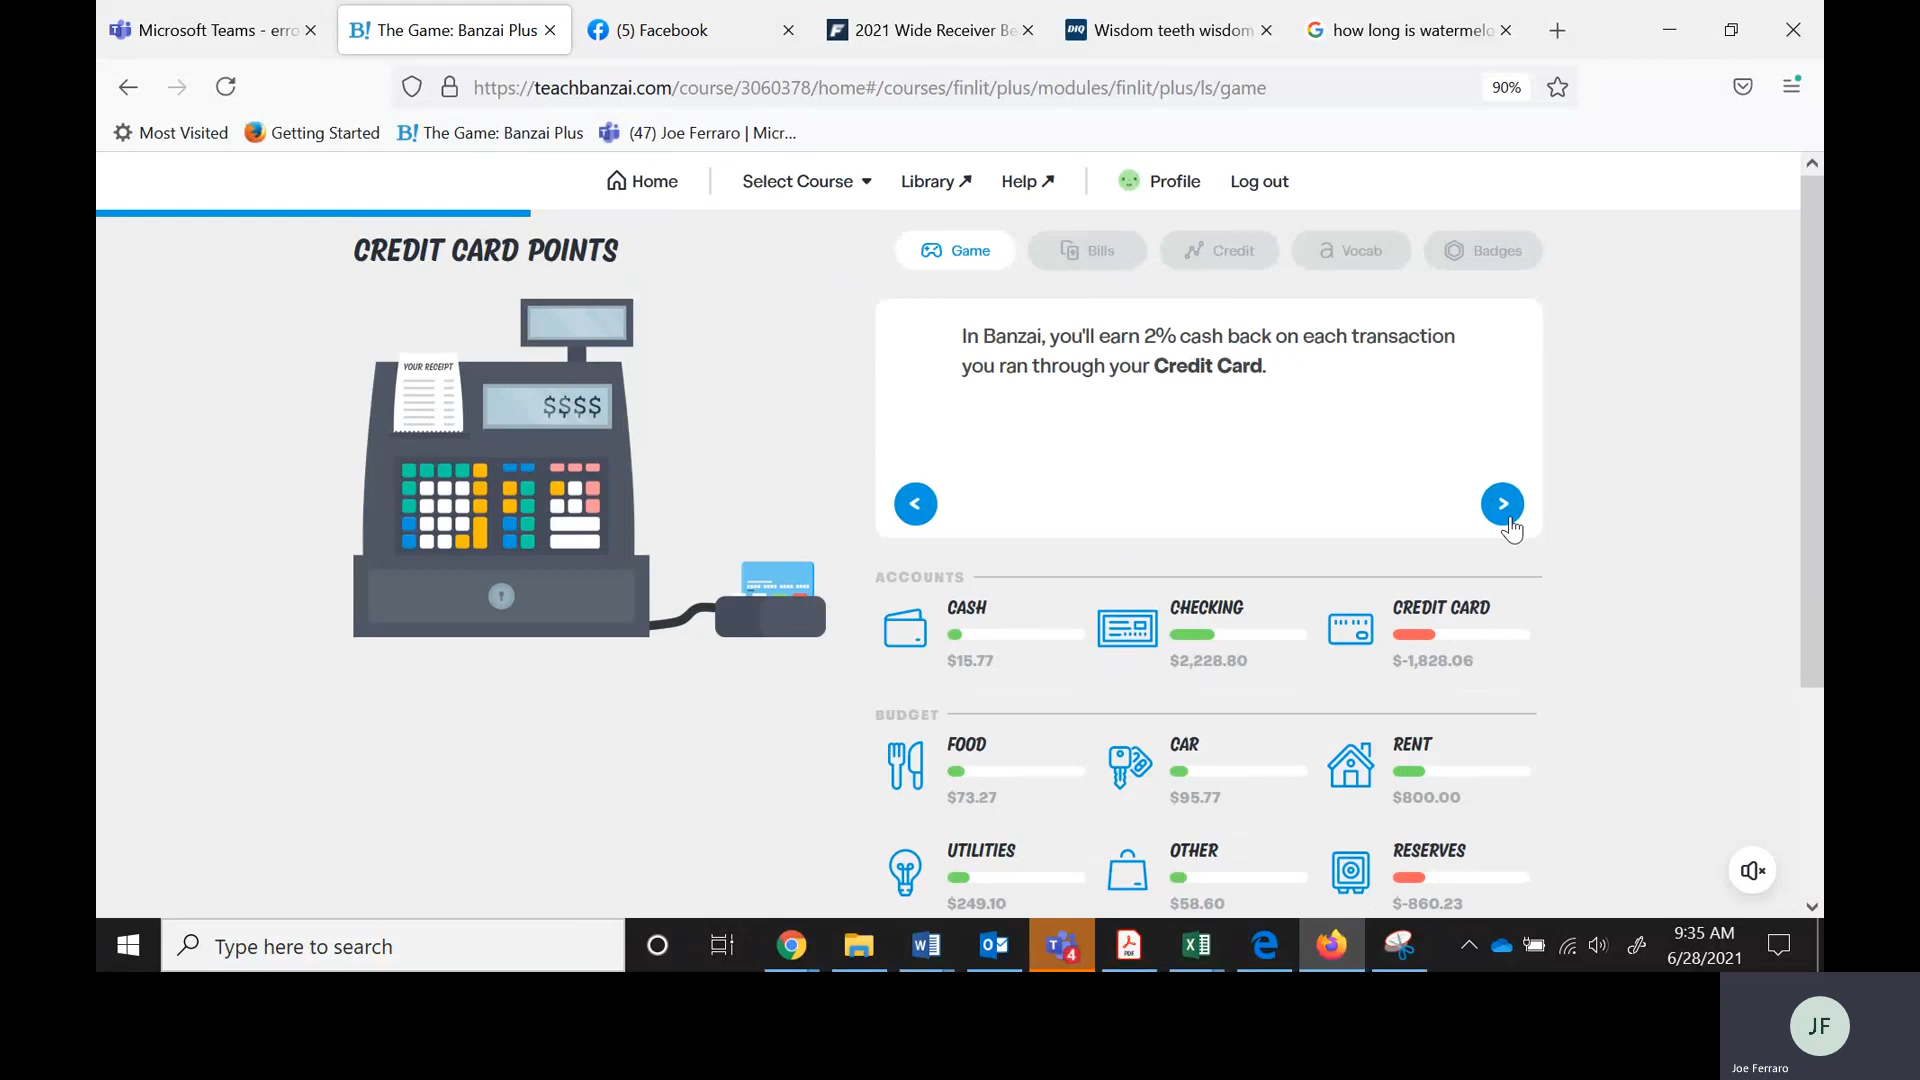 Microsoft Teams - erro
B! The Game: Banzai Plus
(5) Facebook
2021 Wide Receiver Be
DIQ Wisdom teeth wisdom
G how long is watermelo
https://teachbanzai.com/course/3060378/home#/courses/finlit/plus/modules/finlit/plus/ls/game
90%
Most Visited
Getting Started
B! The Game: Banzai Plus
(47) Joe Ferraro | Micr...
Home
Select Course
Library
Help
Profile
Log out
CREDIT CARD POINTS
Game
Bills
Credit
a Vocab
Badges
YOUR RECEIPT
$$$$
In Banzai, you'll earn 2% cash back on each transaction
you ran through your Credit Card.
<
>
ACCOUNTS
CASH
$15.77
CHECKING
$2,228.80
CREDIT CARD
$-1,828.06
BUDGET
FOOD
$73.27
CAR
$95.77
RENT
$800.00
UTILITIES
$249.10
OTHER
$58.60
RESERVES
$-860.23
Type here to search
4
PDF
9:35 AM
6/28/2021
JF
Joe Ferraro